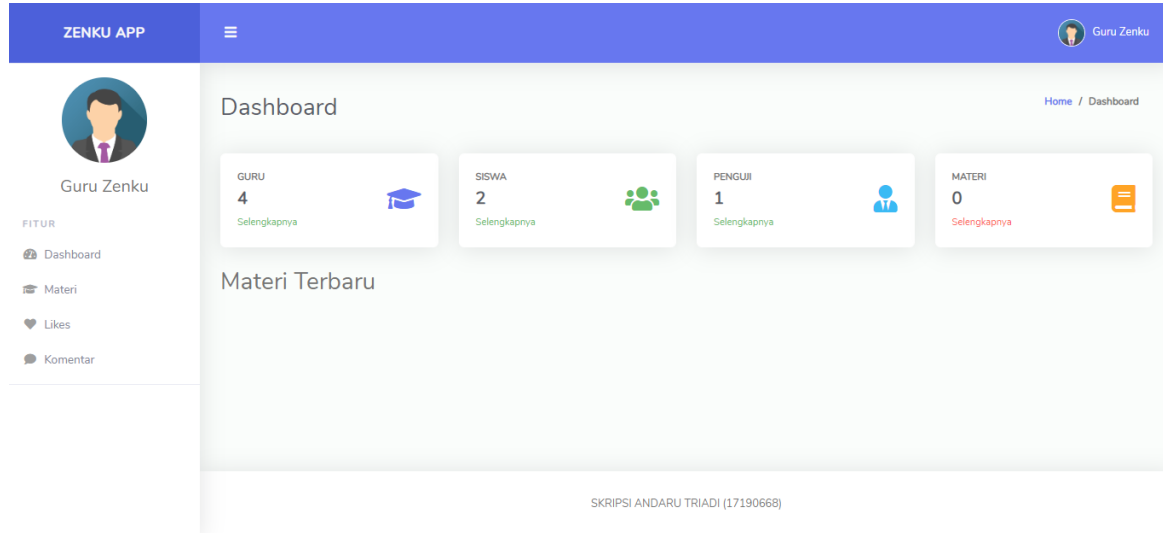 ZENKU APP
Guru Zenku
Guru Zenku
FITUR
Dashboard
Materi
Likes
Komentar
Dashboard
Home / Dashboard
GURU
4
Selengkapnya
SISWA
2
Selengkapnya
PENGUJI
1
Selengkapnya
MATERI
0
Selengkapnya
Materi Terbaru
SKRIPSI ANDARU TRIADI (17190668)